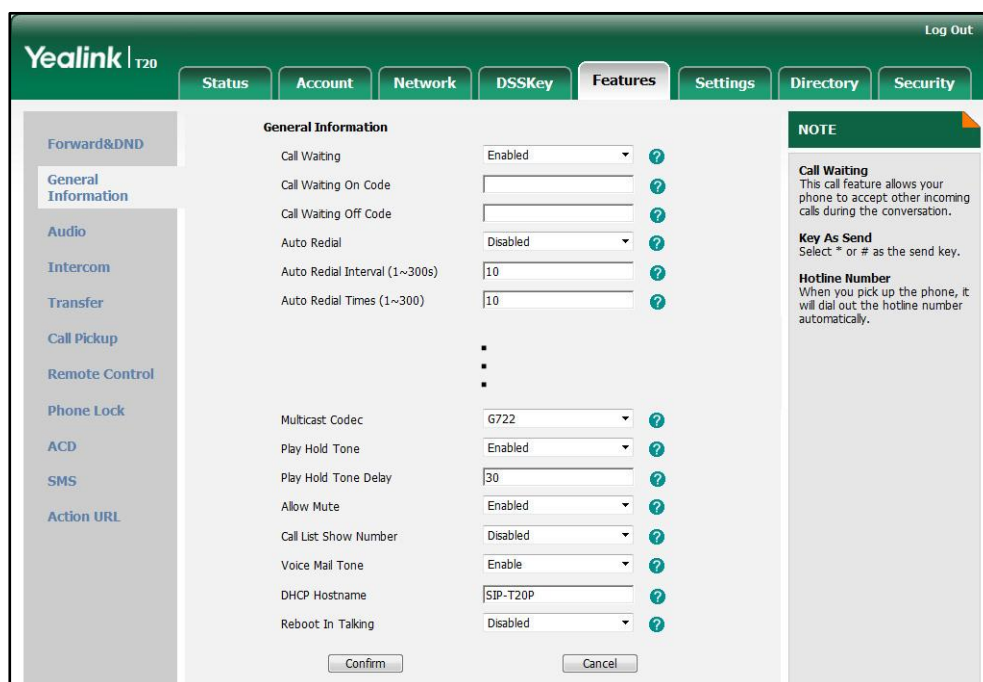 Log Out
Yealink T20
Status Account Network DSSKey Features Settings Directory Security
Forward&DND
General
Information
Audio
Intercom
Transfer
Call Pickup
Remote Control
Phone Lock
ACD
SMS
Action URL
General Information
Call Waiting Enabled ?
Call Waiting On Code ?
Call Waiting Off Code ?
Auto Redial Disabled ?
Auto Redial Interval (1~300s) 10 ?
Auto Redial Times (1~300) 10 ?
Multicast Codec G722 ?
Play Hold Tone Enabled ?
Play Hold Tone Delay 30 ?
Allow Mute Enabled ?
Call List Show Number Disabled ?
Voice Mail Tone Enable ?
DHCP Hostname SIP-T20P ?
Reboot In Talking Disabled ?
Confirm Cancel
NOTE
Call Waiting
This call feature allows your
phone to accept other incoming
calls during the conversation.
Key As Send
Select * or # as the send key.
Hotline Number
When you pick up the phone, it
will dial out the hotline number
automatically.